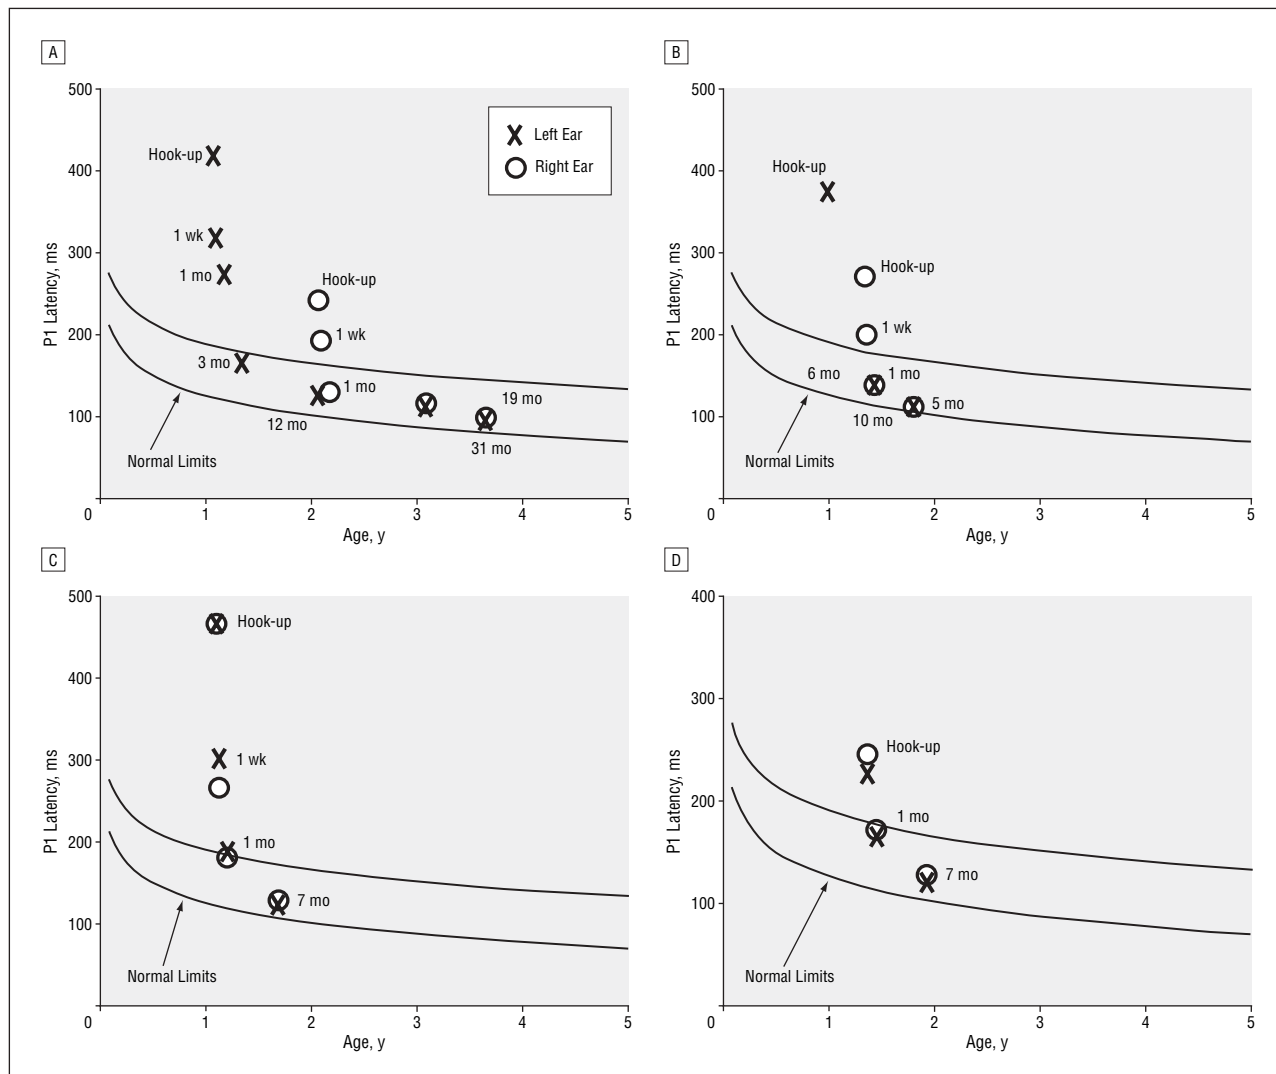 A
500
400
300
200
100
0
1
2
3
4
5
P1 Latency, ms
Age, y
Left Ear
Right Ear
Hook-up
1 wk
1 mo
3 mo
12 mo
Hook-up
1 wk
1 mo
19 mo
31 mo
Normal Limits
B
500
400
300
200
100
0
1
2
3
4
5
P1 Latency, ms
Age, y
Hook-up
Hook-up
1 wk
6 mo
1 mo
10 mo
5 mo
Normal Limits
C
500
400
300
200
100
0
1
2
3
4
5
P1 Latency, ms
Age, y
Hook-up
1 wk
1 mo
7 mo
Normal Limits
D
400
300
200
100
0
1
2
3
4
5
P1 Latency, ms
Age, y
Hook-up
1 mo
7 mo
Normal Limits